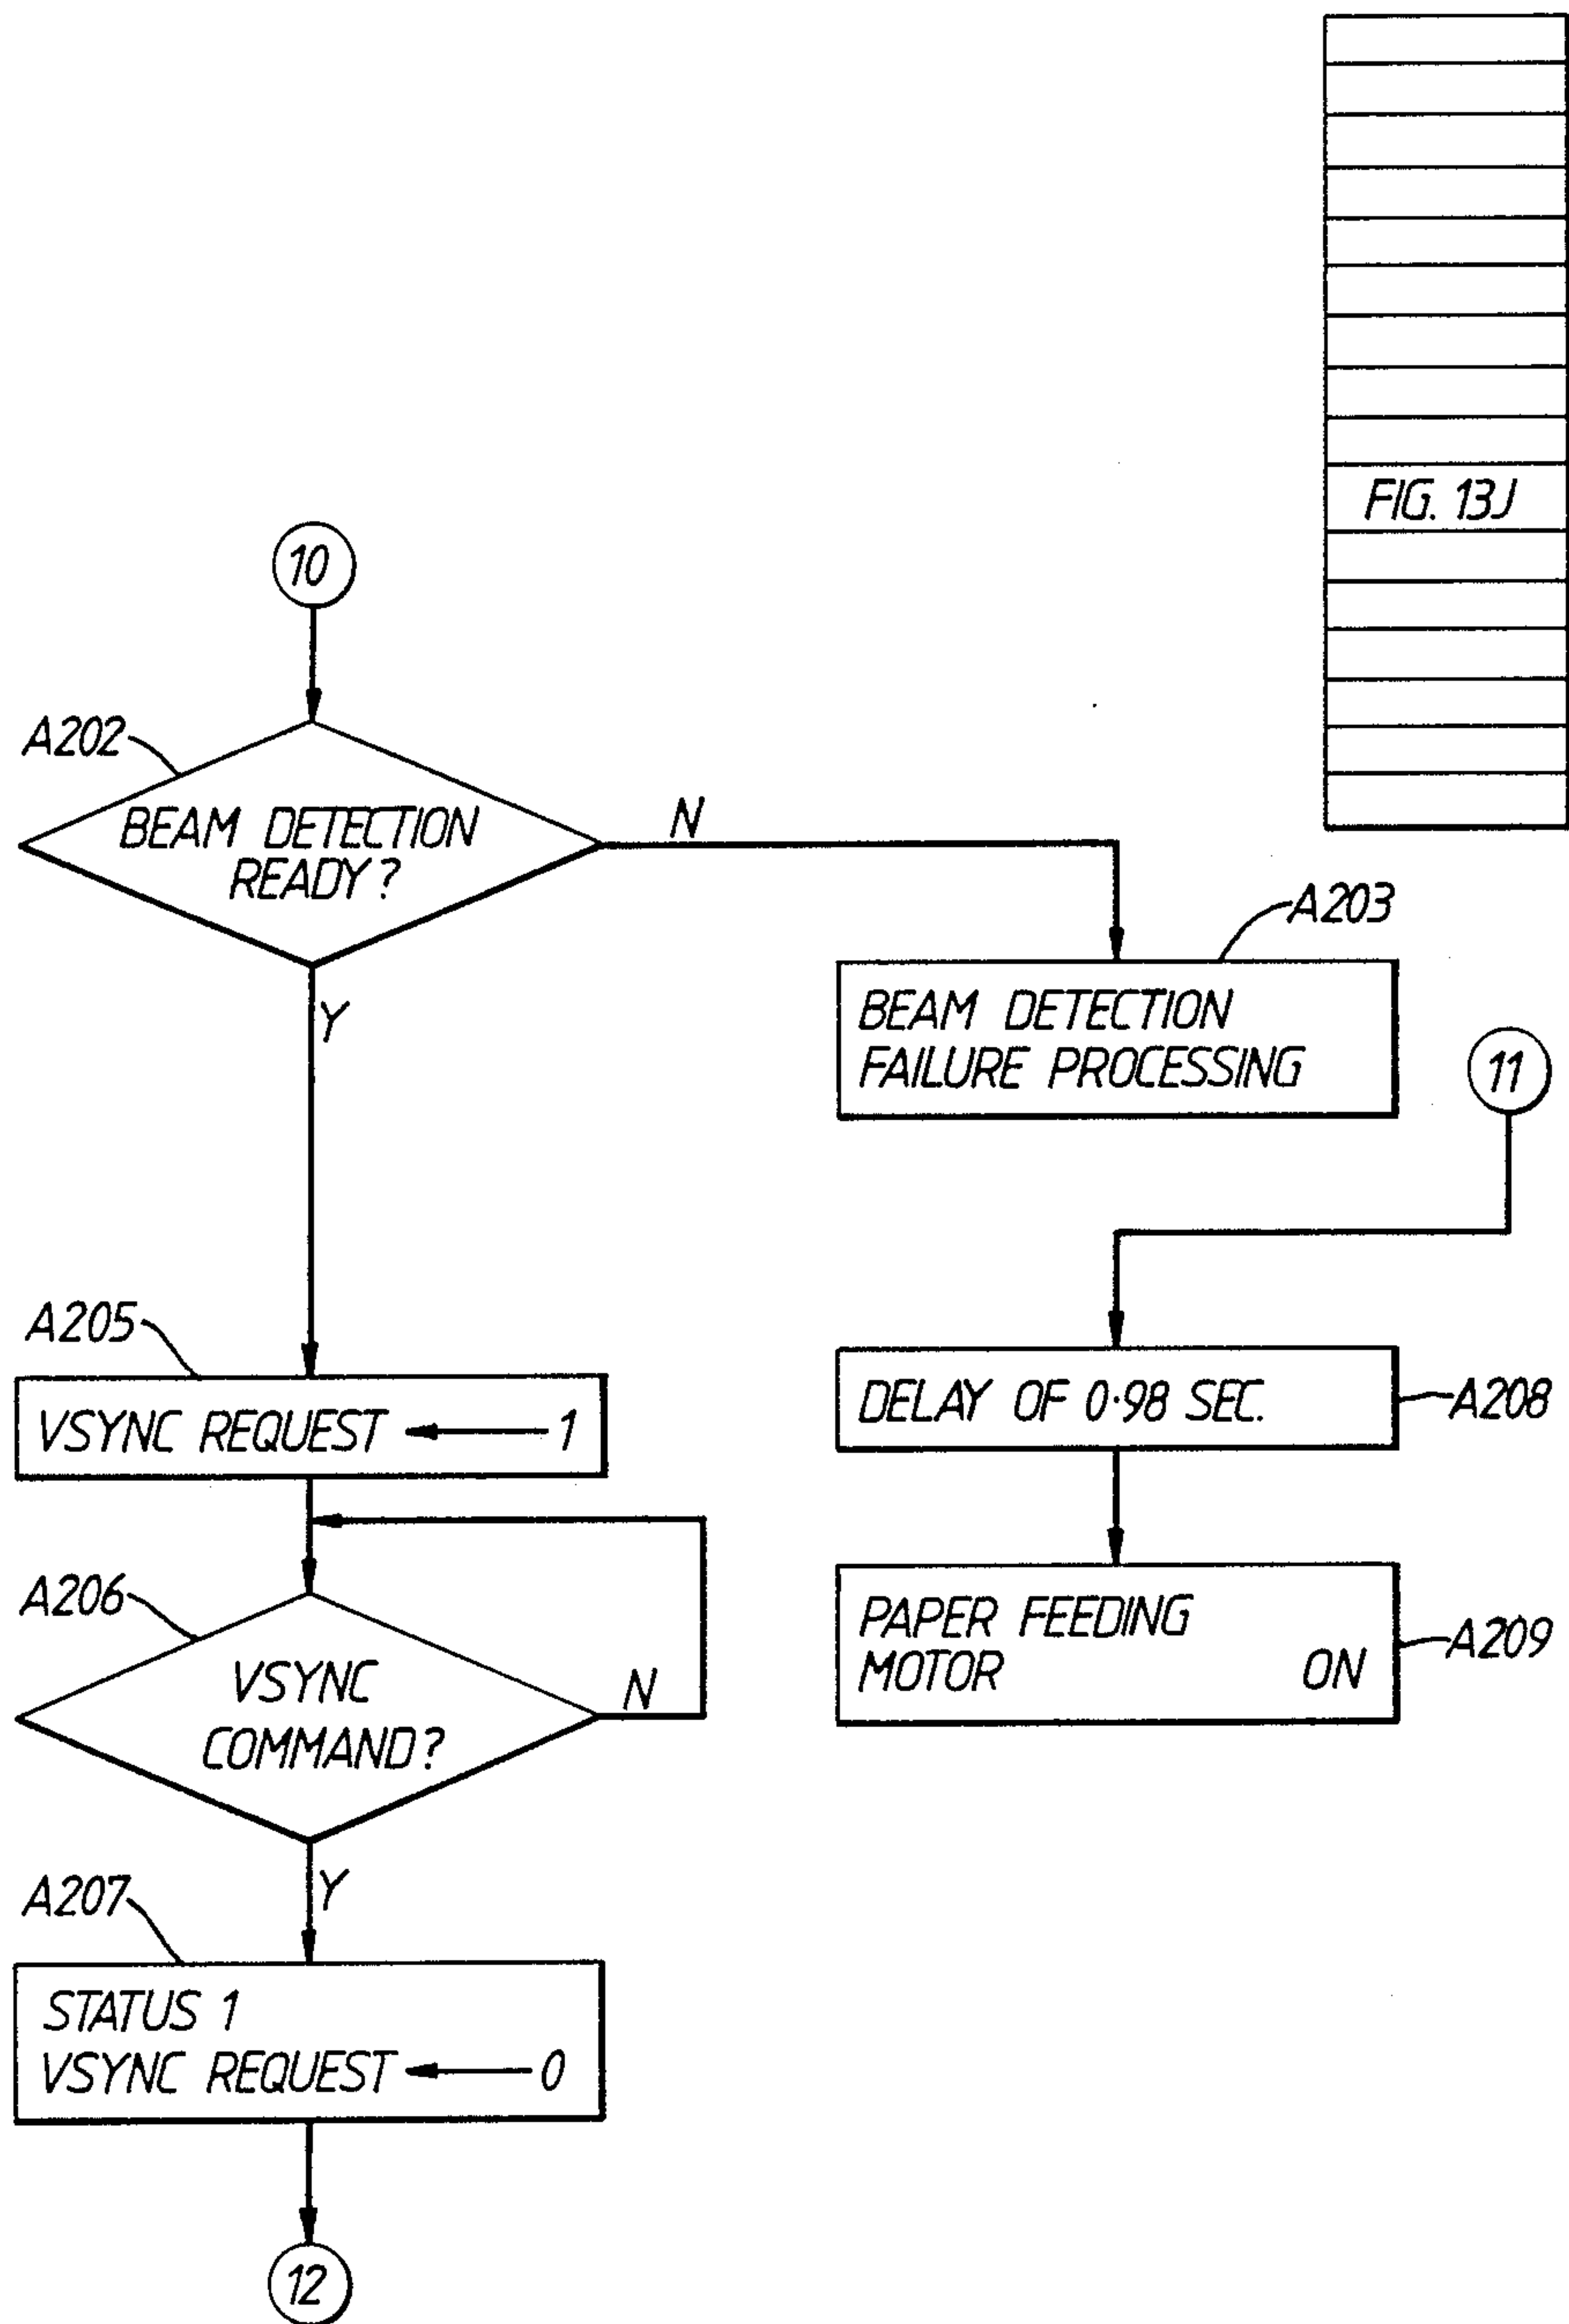 FIG. 13J
10
A202
BEAM DETECTION
READY?
N
Y
A203
BEAM DETECTION
FAILURE PROCESSING
11
A205
VSYNC REQUEST ← 1
A208
DELAY OF 0·98 SEC.
A206
VSYNC
COMMAND?
N
Y
A209
PAPER FEEDING
MOTOR ON
A207
STATUS 1
VSYNC REQUEST ← 0
12